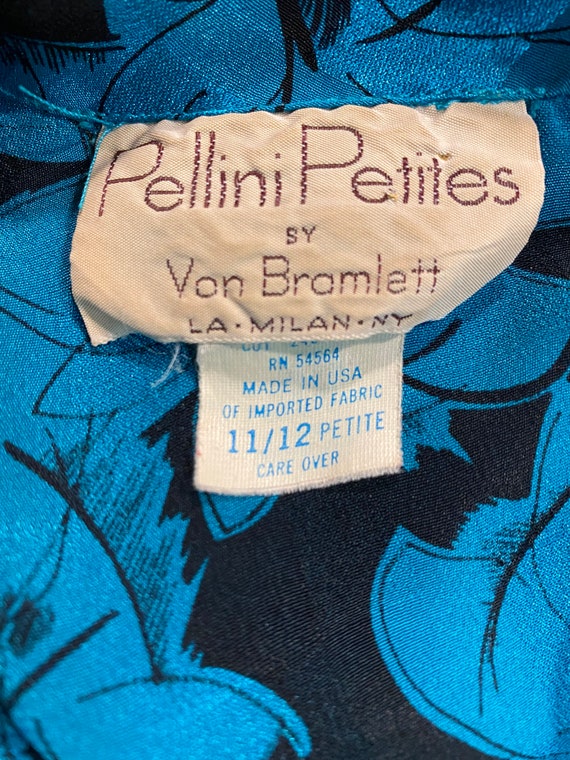 Pellini Petites
BY
Von Bramlett
LA • MILAN • NY
CUT
RN 54564
MADE IN USA
OF IMPORTED FABRIC
11/12 PETITE
CARE OVER